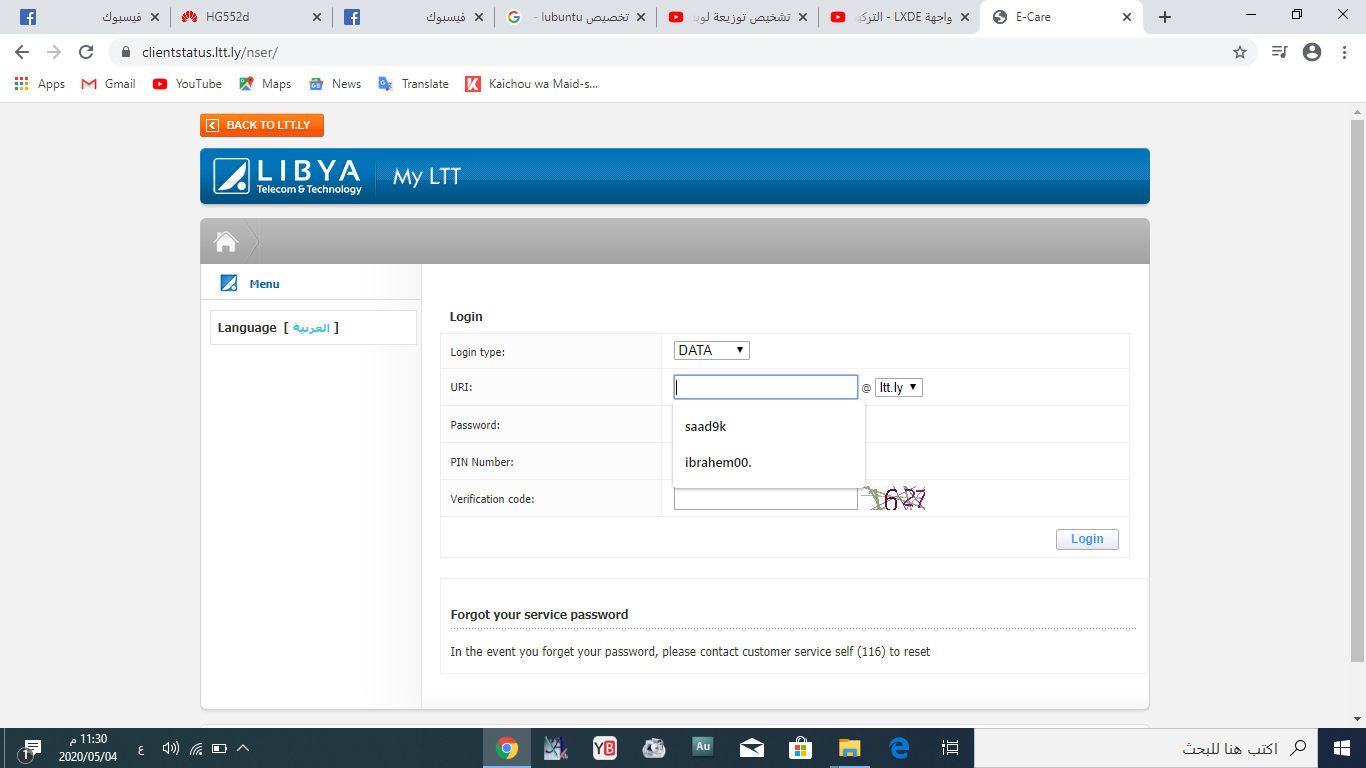 فيسبوك
HG552d
فيسبوك
تخصيص lubuntu -
تشخيص توزيعة لوبن
واجهة LXDE - التركي
E-Care
clientstatus.ltt.ly/nser/
Apps Gmail YouTube Maps News Translate Kaichou wa Maid-s...
BACK TO LTT.LY
LIBYA
Telecom & Technology
My LTT
Menu
Language [ العربية ]
Login
Login type: DATA
URI: @ ltt.ly
Password:
saad9k
PIN Number:
ibrahem00.
Verification code:
Login
Forgot your service password
In the event you forget your password, please contact customer service self (116) to reset
1
11:30 م
2020/05/04
ع
YB
Au
اكتب هنا للبحث